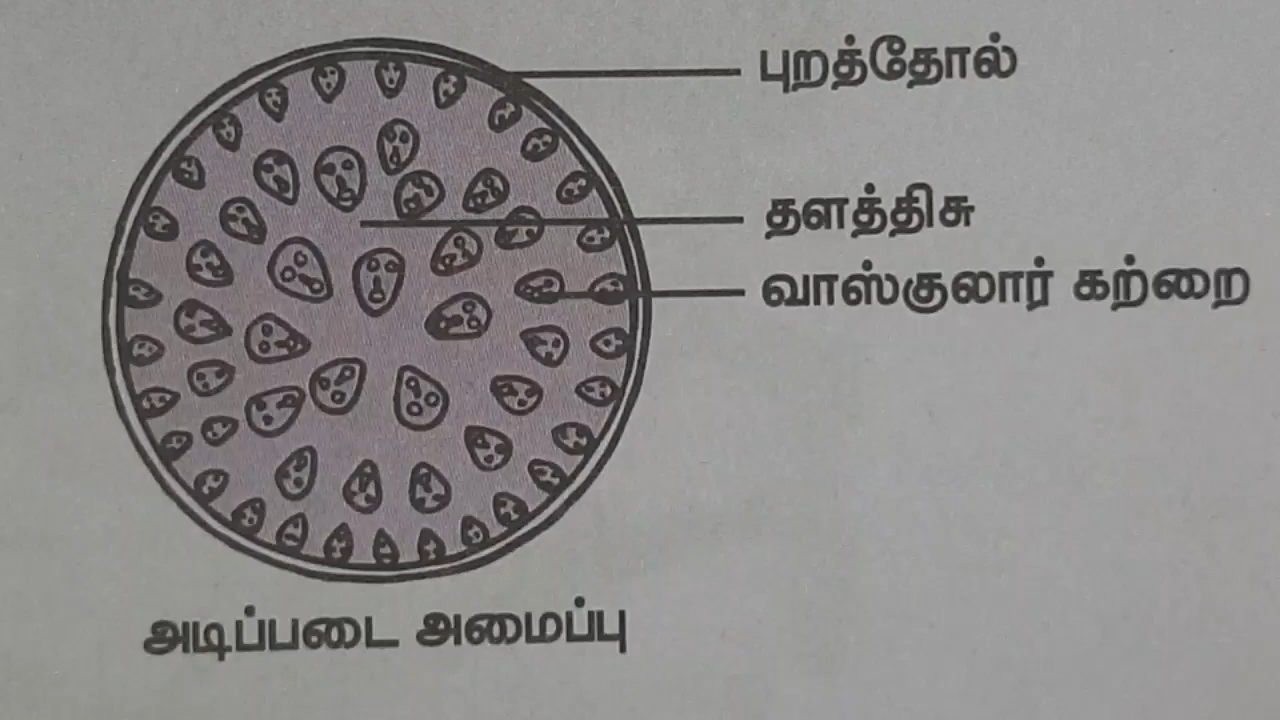 புறத்தோல்
தளத்திசு
வாஸ்குலார் கற்றை
அடிப்படை அமைப்பு